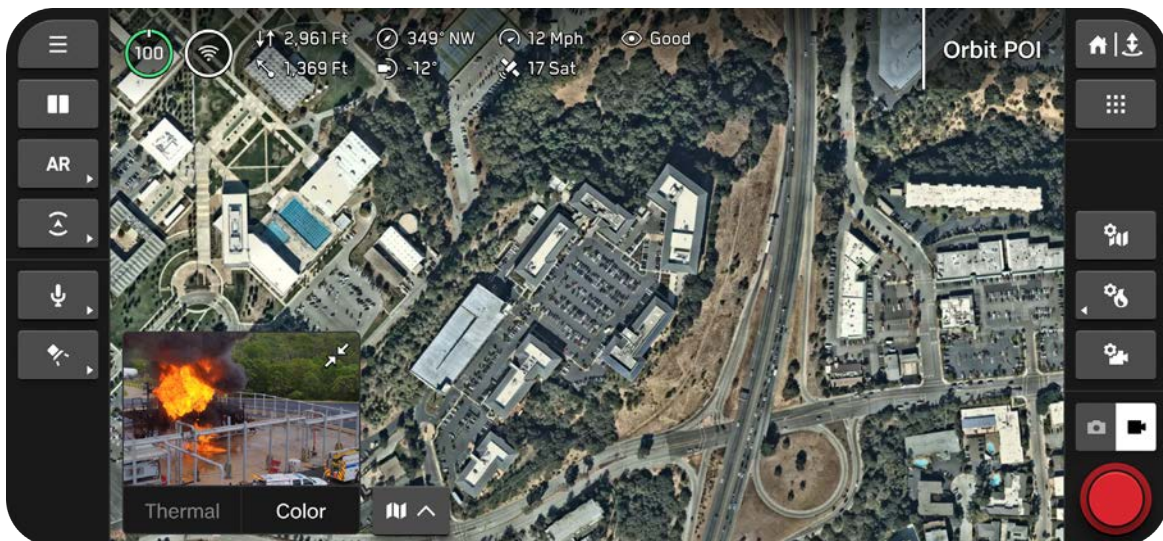 100
2,961 Ft
349° NW
12 Mph
Good
1,369 Ft
-12°
17 Sat
Orbit POI
AR
Thermal
Color